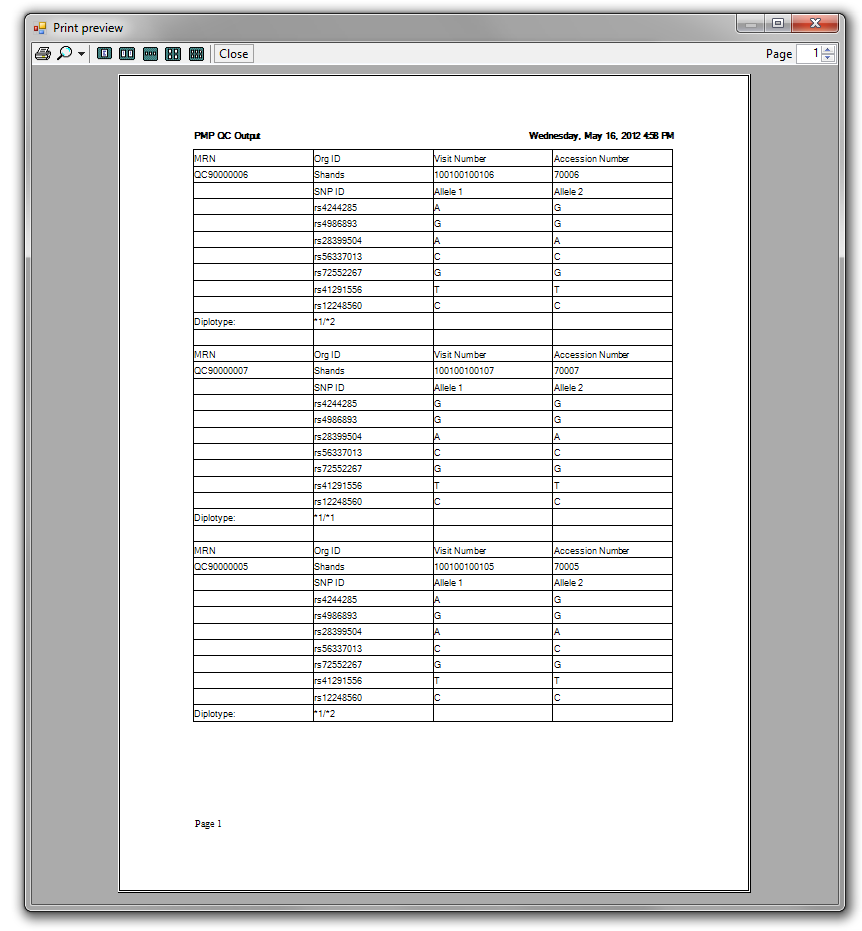 Print preview
Close Page 1
PMP QC Output Wednesday, May 16, 2012 4:58 PM
MRN Org ID Visit Number Accession Number
QC90000006 Shands 100100100106 70006
SNP ID Allele 1 Allele 2
rs4244285 A G
rs4986893 G G
rs28399504 A A
rs56337013 C C
rs72552267 G G
rs41291556 T T
rs12248560 C C
Diplotype: *1/*2
MRN Org ID Visit Number Accession Number
QC90000007 Shands 100100100107 70007
SNP ID Allele 1 Allele 2
rs4244285 G G
rs4986893 G G
rs28399504 A A
rs56337013 C C
rs72552267 G G
rs41291556 T T
rs12248560 C C
Diplotype: *1/*1
MRN Org ID Visit Number Accession Number
QC90000005 Shands 100100100105 70005
SNP ID Allele 1 Allele 2
rs4244285 A G
rs4986893 G G
rs28399504 A A
rs56337013 C C
rs72552267 G G
rs41291556 T T
rs12248560 C C
Diplotype: *1/*2
Page 1